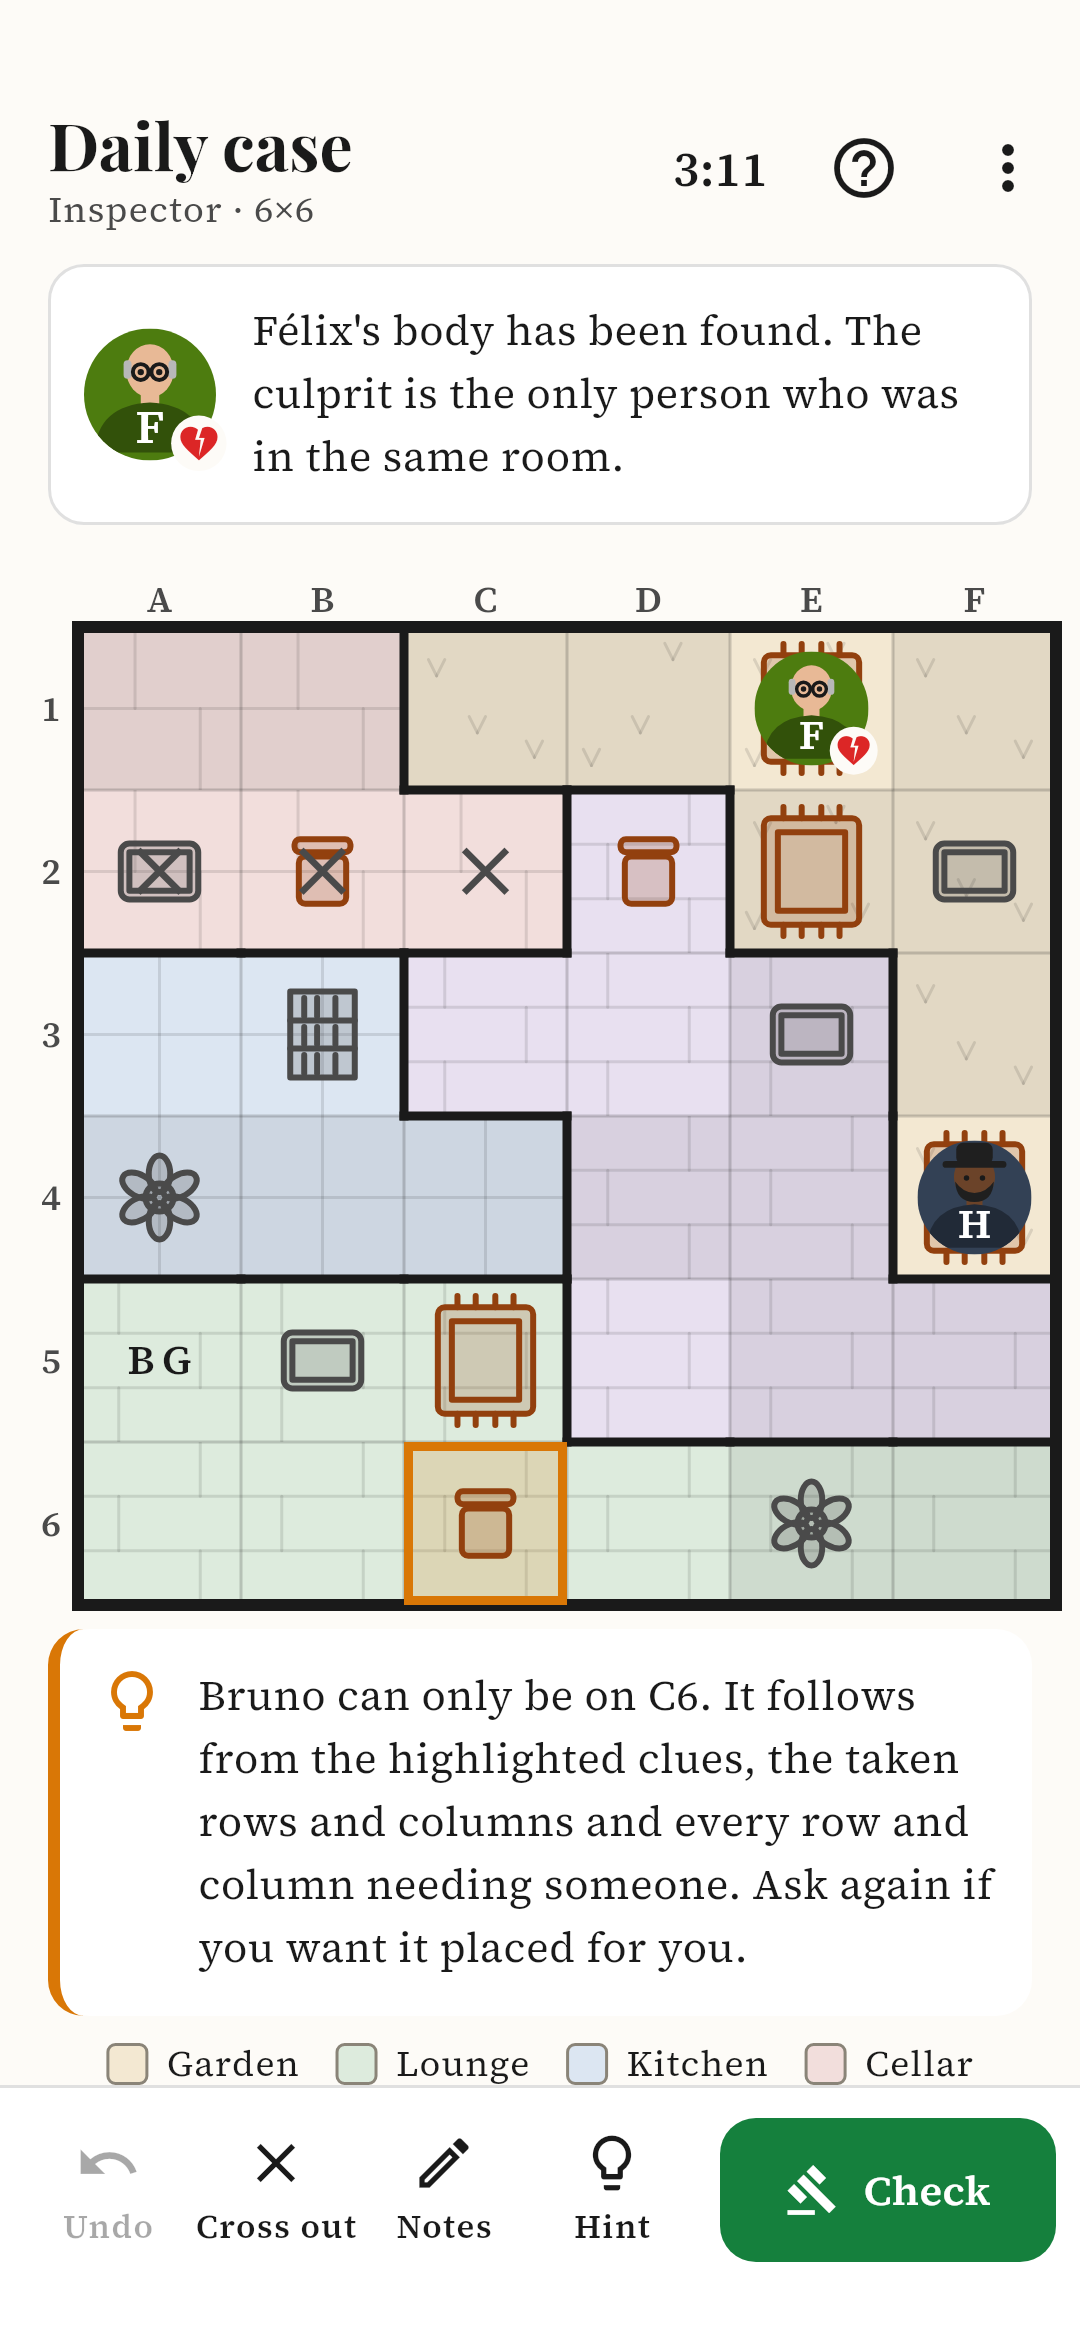 Daily case
Inspector · 6×6
3:11
F
Félix's body has been found. The
culprit is the only person who was
in the same room.
A B C D E F
1
F
2
3
4
H
5
B G
6
Bruno can only be on C6. It follows
from the highlighted clues, the taken
rows and columns and every row and
column needing someone. Ask again if
you want it placed for you.
Garden Lounge Kitchen Cellar
Undo Cross out Notes Hint Check